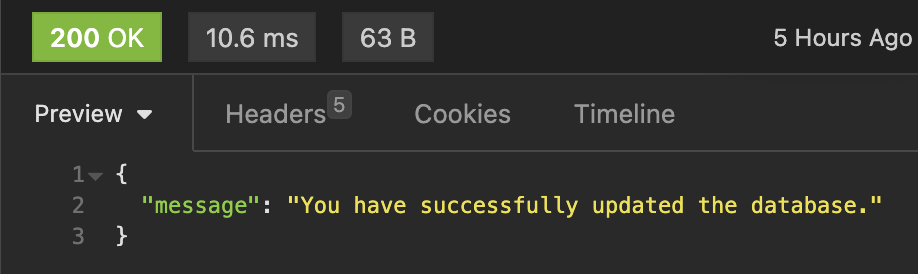 200 OK 10.6 ms 63 B 5 Hours Ago
Preview Headers 5 Cookies Timeline
1 {
2 "message": "You have successfully updated the database."
3 }